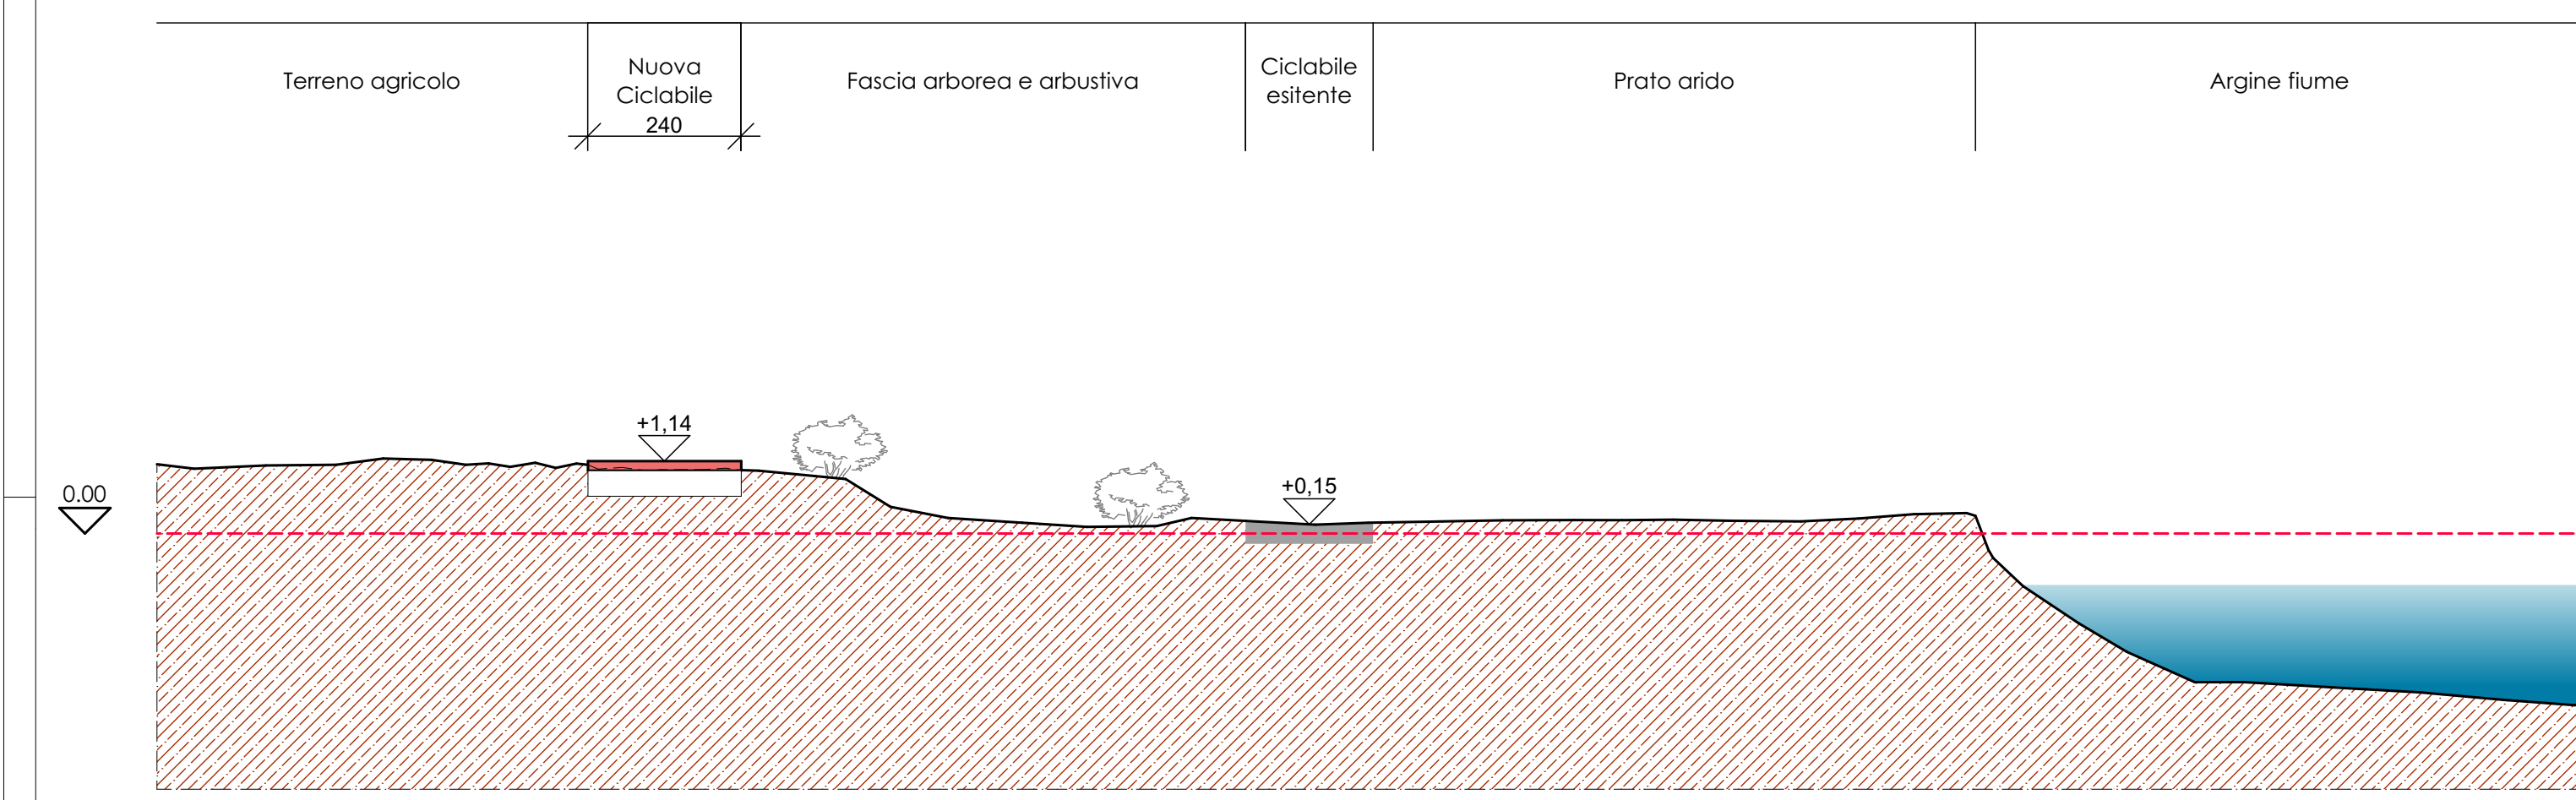 Terreno agricolo
Nuova
Ciclabile
240
Fascia arborea e arbustiva
Ciclabile
esitente
Prato arido
Argine fiume
+1,14
+0,15
0.00